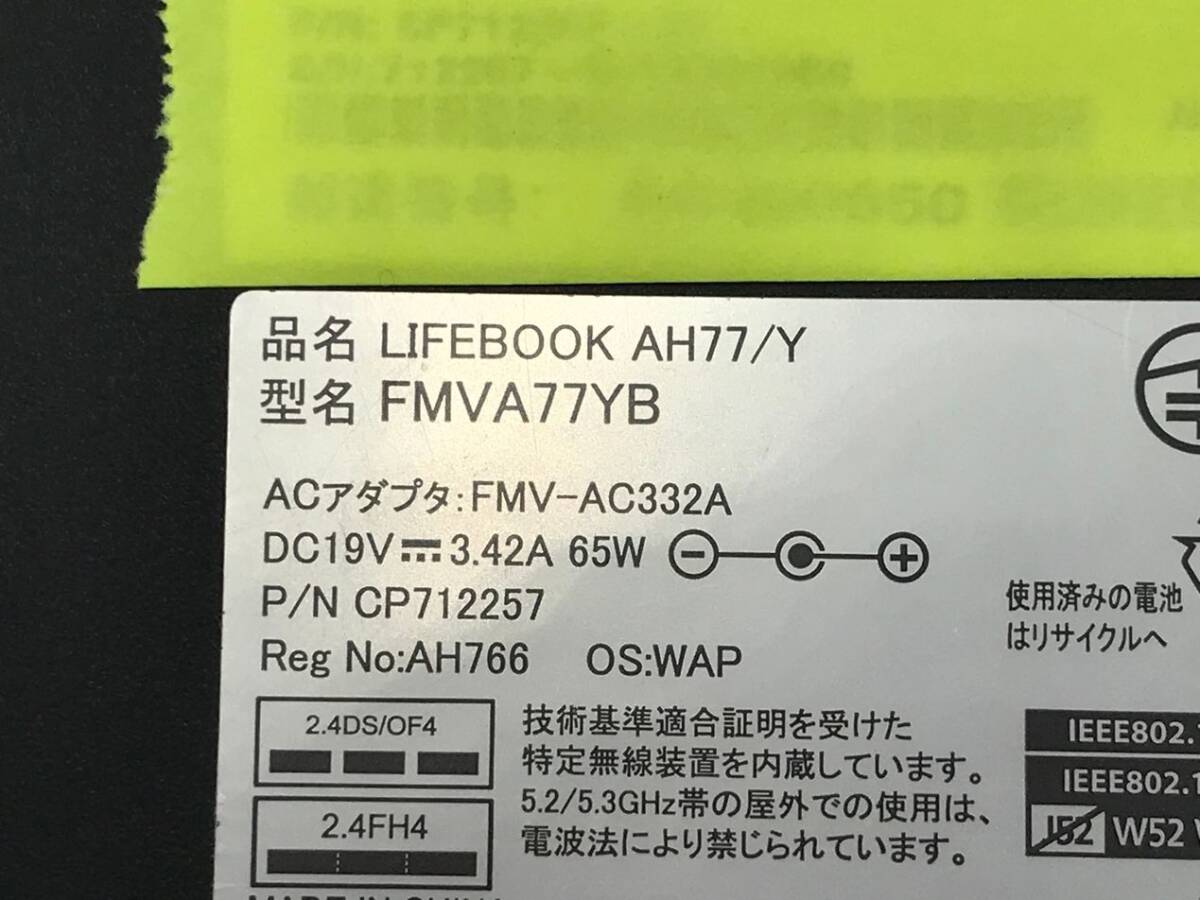 品名 LIFEBOOK AH77/Y
型名 FMVA77YB
ACアダプタ:FMV-AC332A
DC19V 3.42A 65W
P/N CP712257
Reg No:AH766 OS:WAP
使用済みの電池
はリサイクルへ
2.4DS/OF4
2.4FH4
技術基準適合証明を受けた
特定無線装置を内蔵しています。
5.2/5.3GHz帯の屋外での使用は、
電波法により禁じられています。
IEEE802.1
IEEE802.1
J52 W52